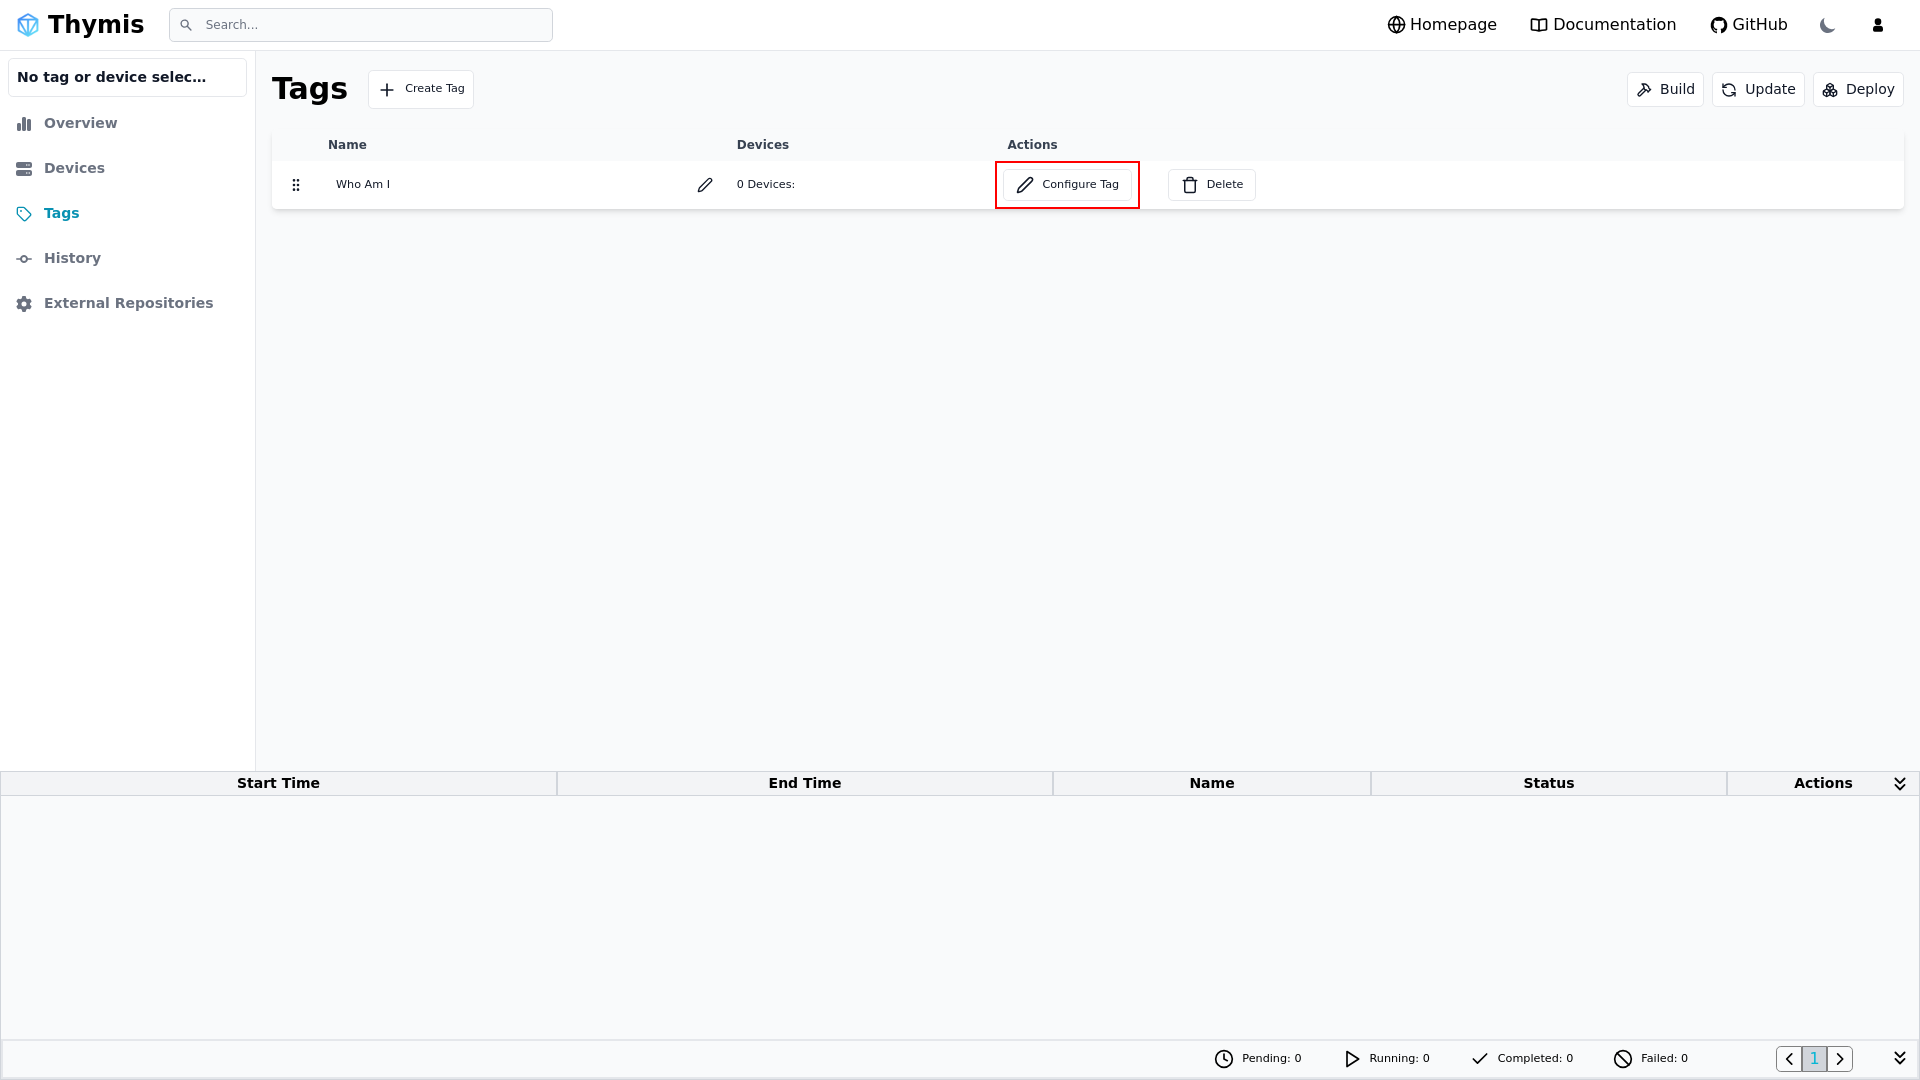 Thymis
Search...
Homepage
Documentation
GitHub
No tag or device selec...
Overview
Devices
Tags
History
External Repositories
Tags
Create Tag
Build
Update
Deploy
Name
Devices
Actions
Who Am I
0 Devices:
Configure Tag
Delete
Start Time
End Time
Name
Status
Actions
Pending: 0
Running: 0
Completed: 0
Failed: 0
1